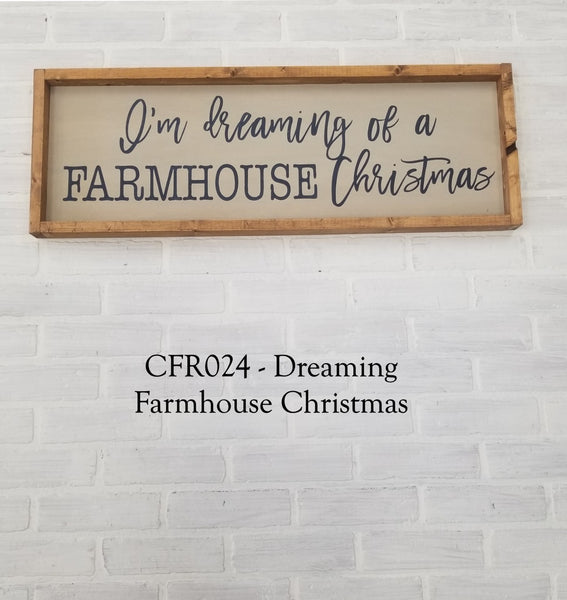 I'm dreaming of a
FARMHOUSE Christmas
CFR024 - Dreaming
Farmhouse Christmas